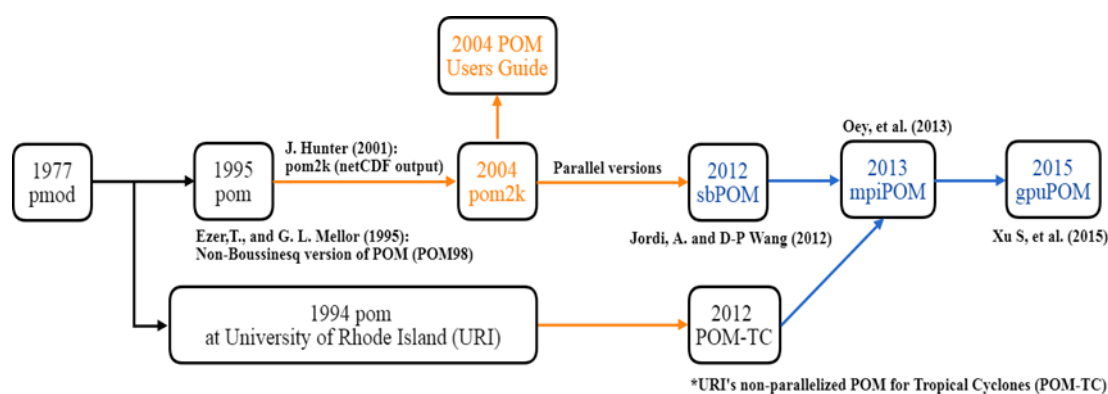 2004 POM
Users Guide
Oey, et al. (2013)
J. Hunter (2001):
pom2k (netCDF output)
Parallel versions
1977
pmod
1995
pom
2004
pom2k
2012
sbPOM
2013
mpiPOM
2015
gpuPOM
Ezer,T., and G. L. Mellor (1995):
Non-Boussinesq version of POM (POM98)
Jordi, A. and D-P Wang (2012)
Xu S, et al. (2015)
1994 pom
at University of Rhode Island (URI)
2012
POM-TC
*URI's non-parallelized POM for Tropical Cyclones (POM-TC)